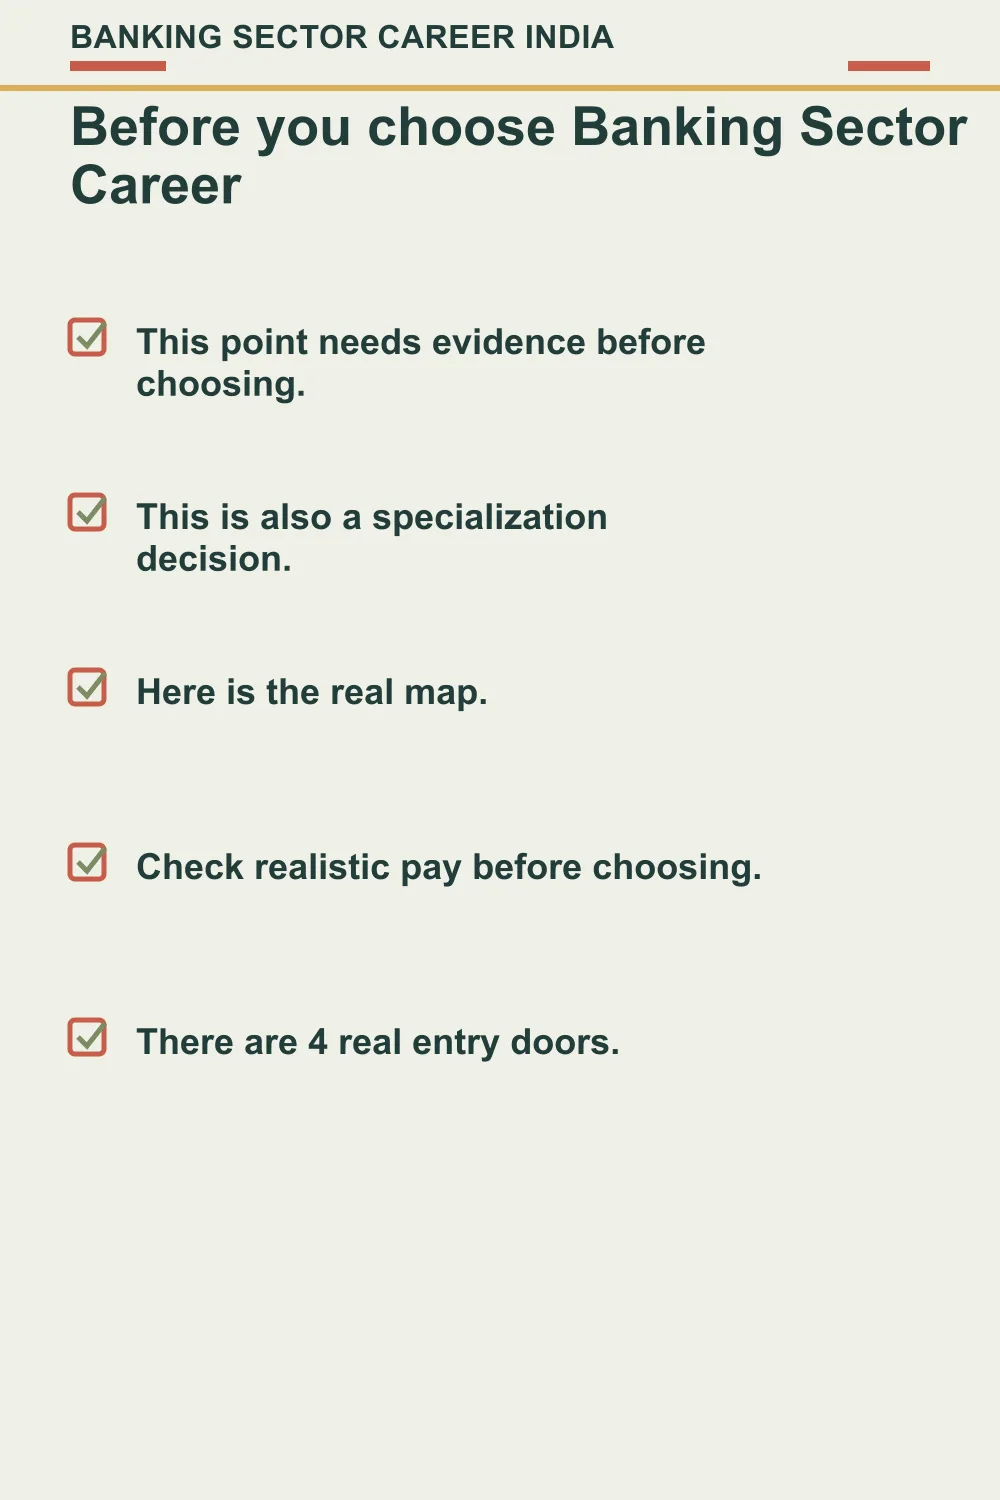 BANKING SECTOR CAREER INDIA
Before you choose Banking Sector
Career
This point needs evidence before
choosing.
This is also a specialization
decision.
Here is the real map.
Check realistic pay before choosing.
There are 4 real entry doors.